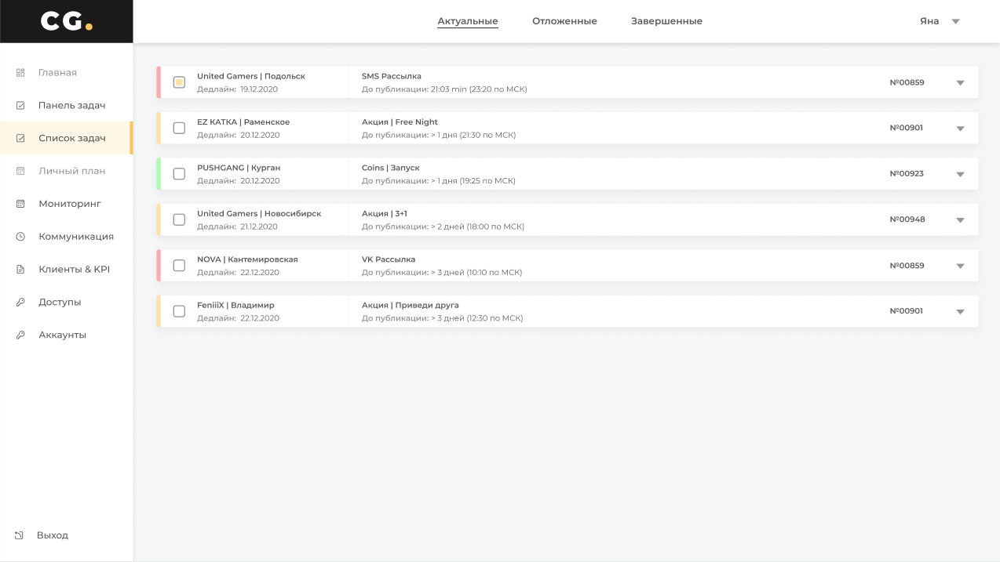 CG.
Актуальные
Отложенные
Завершенные
Яна
Главная
Панель задач
Список задач
Личный план
Мониторинг
Коммуникация
Клиенты & KPI
Доступы
Аккаунты
Выход
United Gamers | Подольск
Дедлайн: 19.12.2020
SMS Рассылка
До публикации: 21:03 min (23:20 по МСК)
№00859
EZ КАТКА | Раменское
Дедлайн: 20.12.2020
Акция | Free Night
До публикации: > 1 дня (21:30 по МСК)
№00901
PUSHGANG | Курган
Дедлайн: 20.12.2020
Coins | Запуск
До публикации: > 1 дня (19:25 по МСК)
№00923
United Gamers | Новосибирск
Дедлайн: 21.12.2020
Акция | 3+1
До публикации: > 2 дней (18:00 по МСК)
№00948
NOVA | Кантемировская
Дедлайн: 22.12.2020
VK Рассылка
До публикации: > 3 дней (10:10 по МСК)
№00859
FeniiiX | Владимир
Дедлайн: 22.12.2020
Акция | Приведи друга
До публикации: > 3 дней (12:30 по МСК)
№00901